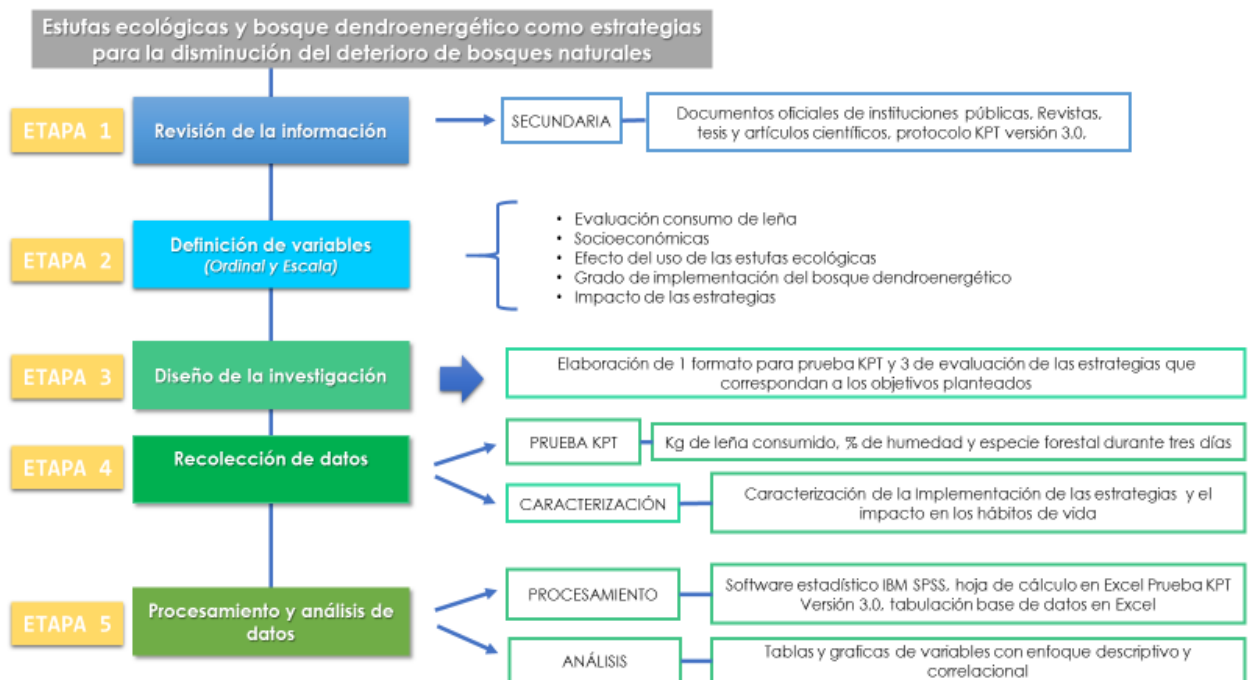 Estufas ecológicas y bosque dendroenergético como estrategias
para la disminución del deterioro de bosques naturales
ETAPA 1
Revisión de la información
SECUNDARIA
Documentos oficiales de instituciones públicas. Revistas,
tesis y artículos científicos, protocolo KPT versión 3.0.
ETAPA 2
Definición de variables
(Ordinal y Escala)
• Evaluación consumo de leña
• Socioeconómicas
• Efecto del uso de las estufas ecológicas
• Grado de implementación del bosque dendroenergético
• Impacto de las estrategias
ETAPA 3
Diseño de la investigación
Elaboración de 1 formato para prueba KPT y 3 de evaluación de las estrategias que
correspondan a los objetivos planteados
ETAPA 4
Recolección de datos
PRUEBA KPT
Kg de leña consumido, % de humedad y especie forestal durante tres días
CARACTERIZACIÓN
Caracterización de la Implementación de las estrategias y el
impacto en los hábitos de vida
ETAPA 5
Procesamiento y análisis de
datos
PROCESAMIENTO
Software estadístico IBM SPSS, hoja de cálculo en Excel Prueba KPT
Versión 3.0, tabulación base de datos en Excel
ANÁLISIS
Tablas y graficas de variables con enfoque descriptivo y
correlacional